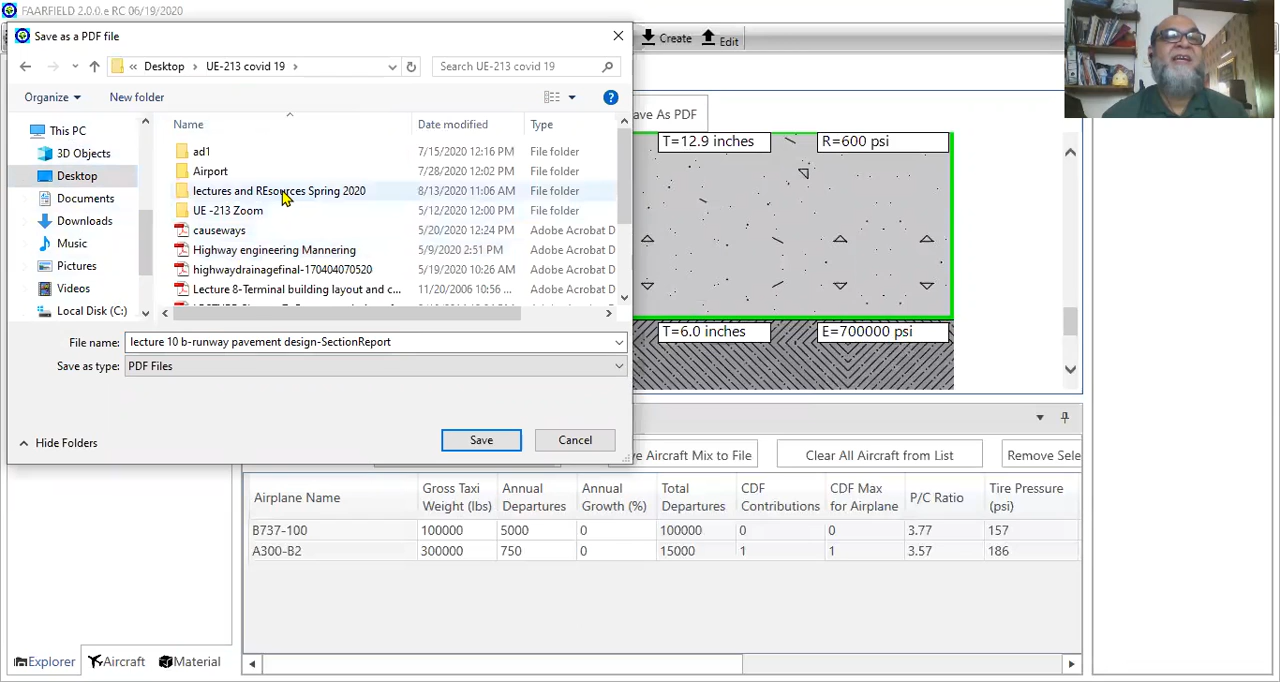 FAARFIELD 2.0.0.e RC 06/19/2020
Save as a PDF file
Create
Edit
« Desktop > UE-213 covid 19 >
Search UE-213 covid 19
Organize
New folder
ave As PDF
Name
Date modified
Type
This PC
3D Objects
Desktop
Documents
Downloads
Music
Pictures
Videos
Local Disk (C:)
ad1 7/15/2020 12:16 PM File folder
Airport 7/28/2020 12:02 PM File folder
lectures and REsources Spring 2020 8/13/2020 11:06 AM File folder
UE -213 Zoom 5/12/2020 12:00 PM File folder
causeways 5/20/2020 12:24 PM Adobe Acrobat D
Highway engineering Mannering 5/9/2020 2:51 PM Adobe Acrobat D
highwaydrainagefinal-170404070520 5/19/2020 10:26 AM Adobe Acrobat D
Lecture 8-Terminal building layout and c... 11/20/2006 10:56 ... Adobe Acrobat D
T=12.9 inches
R=600 psi
T=6.0 inches
E=700000 psi
File name: lecture 10 b-runway pavement design-SectionReport
Save as type: PDF Files
Hide Folders
Save
Cancel
e Aircraft Mix to File
Clear All Aircraft from List
Remove Sele
Airplane Name
Gross Taxi Weight (lbs)
Annual Departures
Annual Growth (%)
Total Departures
CDF Contributions
CDF Max for Airplane
P/C Ratio
Tire Pressure (psi)
B737-100 100000 5000 0 100000 0 0 3.77 157
A300-B2 300000 750 0 15000 1 1 3.57 186
Explorer
Aircraft
Material